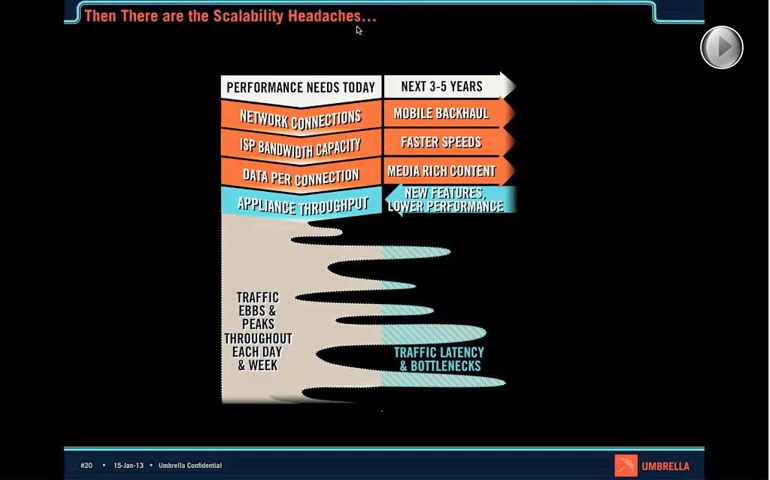 Then There are the Scalability Headaches...
PERFORMANCE NEEDS TODAY
NEXT 3-5 YEARS
NETWORK CONNECTIONS
MOBILE BACKHAUL
ISP BANDWIDTH CAPACITY
FASTER SPEEDS
DATA PER CONNECTION
MEDIA RICH CONTENT
APPLIANCE THROUGHPUT
NEW FEATURES,
LOWER PERFORMANCE
TRAFFIC
EBBS &
PEAKS
THROUGHOUT
EACH DAY
& WEEK
TRAFFIC LATENCY
& BOTTLENECKS
#20 • 15-Jan-13 • Umbrella Confidential
UMBRELLA